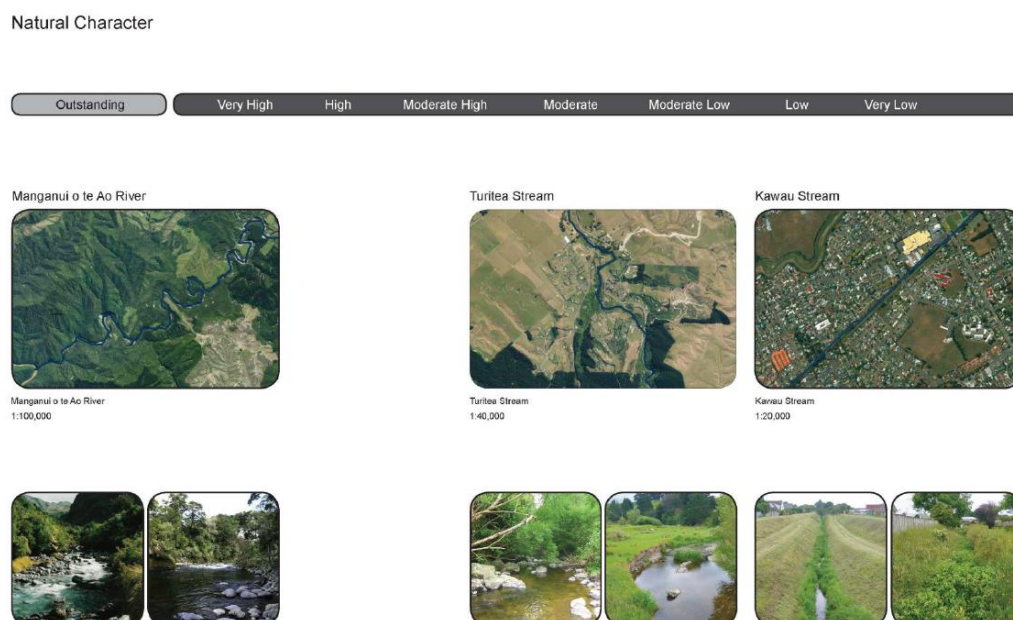 Natural Character
Outstanding Very High High Moderate High Moderate Moderate Low Low Very Low
Manganui o te Ao River Turitea Stream Kawau Stream
Manganui o te Ao River Turitea Stream Kawau Stream
1:100,000 1:40,000 1:20,000